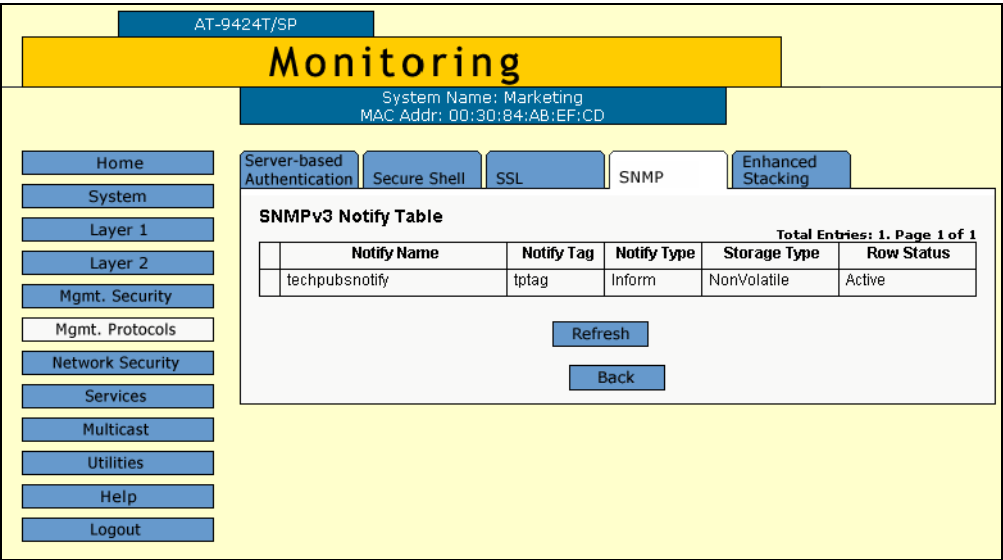 AT-9424T/SP
Monitoring
System Name: Marketing
MAC Addr: 00:30:84:AB:EF:CD
Home
System
Layer 1
Layer 2
Mgmt. Security
Mgmt. Protocols
Network Security
Services
Multicast
Utilities
Help
Logout
Server-based
Authentication
Secure Shell
SSL
SNMP
Enhanced
Stacking
SNMPv3 Notify Table
Total Entries: 1. Page 1 of 1
Notify Name Notify Tag Notify Type Storage Type Row Status
techpubsnotify tptag Inform NonVolatile Active
Refresh
Back